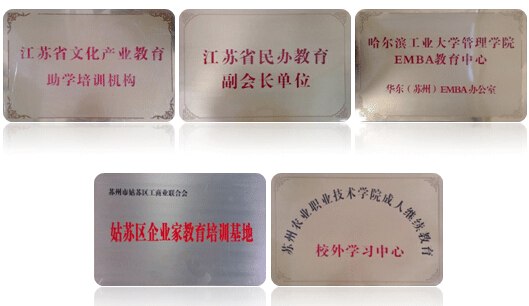 江苏省文化产业教育
助学培训机构
江苏省民办教育
副会长单位
哈尔滨工业大学管理学院
EMBA教育中心
华东（苏州）EMBA办公室
苏州市姑苏区工商业联合会
姑苏区企业家教育培训基地
苏州农业职业技术学院成人继续教育
校外学习中心